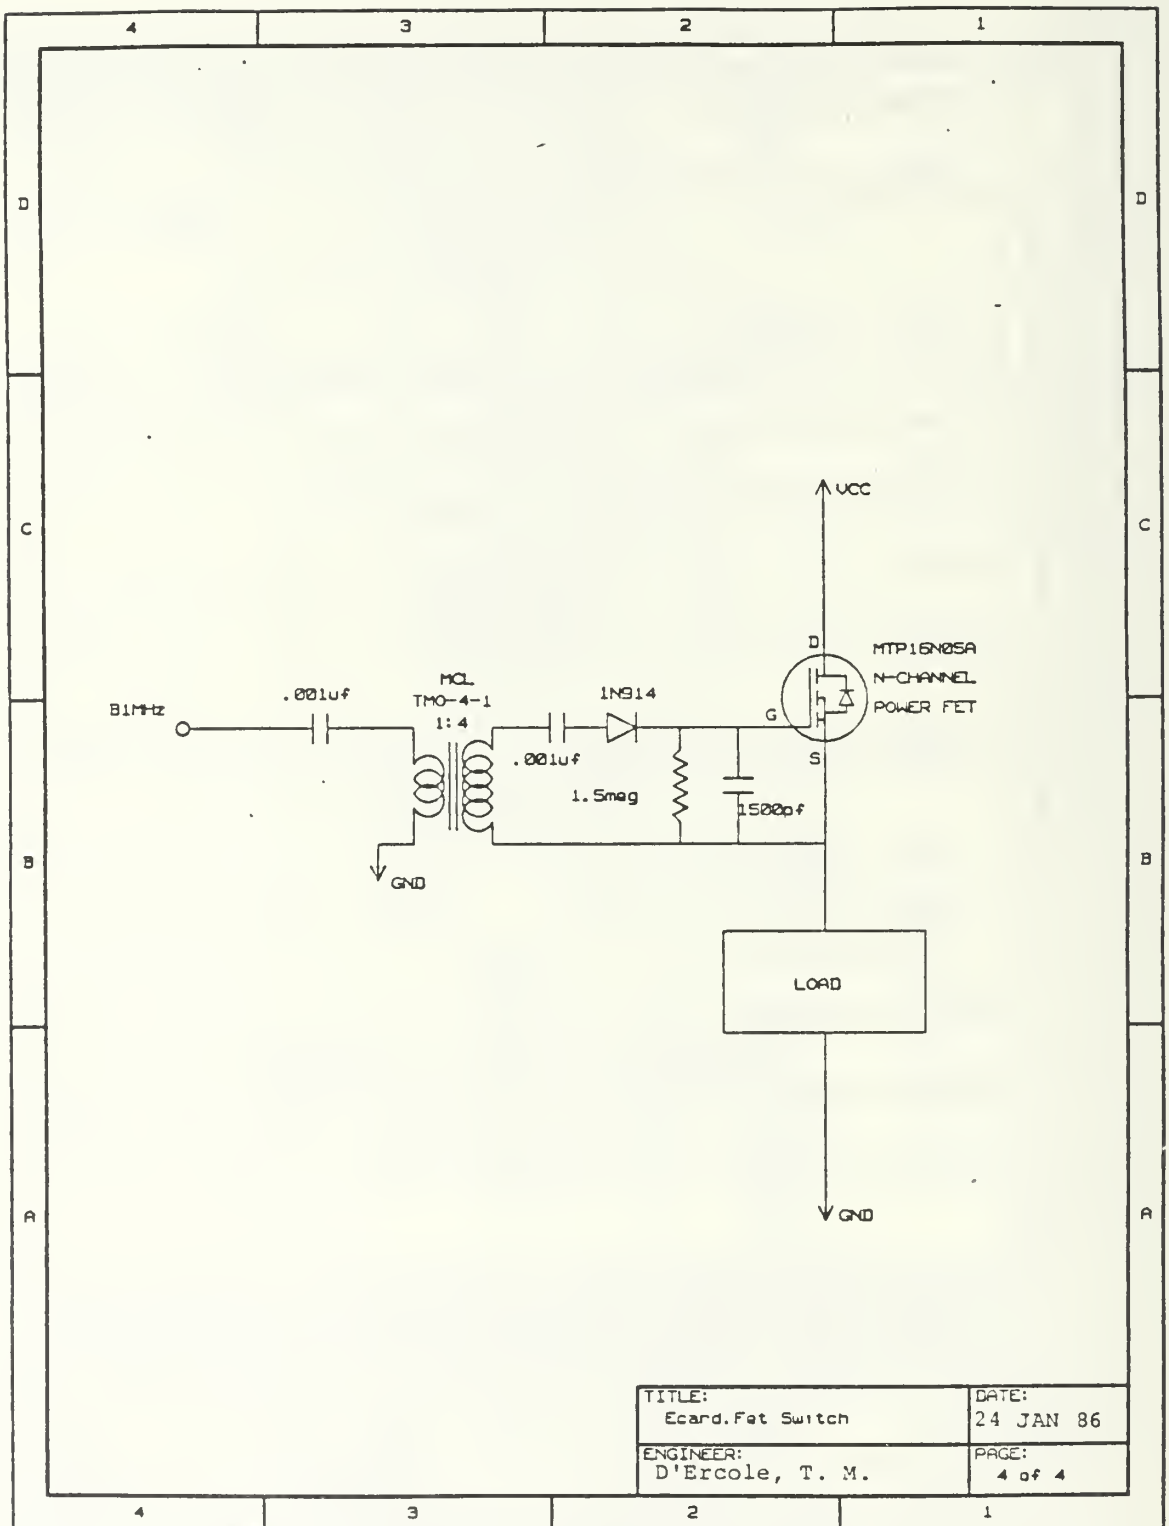 4 3 2 1
D D
C C
B B
A A
VCC
D
MTP16N05A
N-CHANNEL
POWER FET
G
S
81MHz
.001uf
MCL
TMO-4-1
1:4
.001uf
1N914
1.5meg
1500pf
GND
LOAD
GND
TITLE:
Ecard.Fet Switch
DATE:
24 JAN 86
ENGINEER:
D'Ercole, T. M.
PAGE:
4 of 4
4 3 2 1